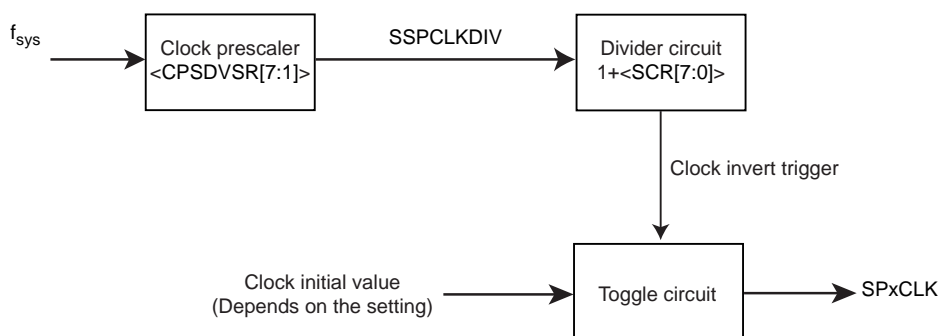 f_sys
Clock prescaler
<CPSDVSR[7:1]>
SSPCLKDIV
Divider circuit
1+<SCR[7:0]>
Clock invert trigger
Clock initial value
(Depends on the setting)
Toggle circuit
SPxCLK